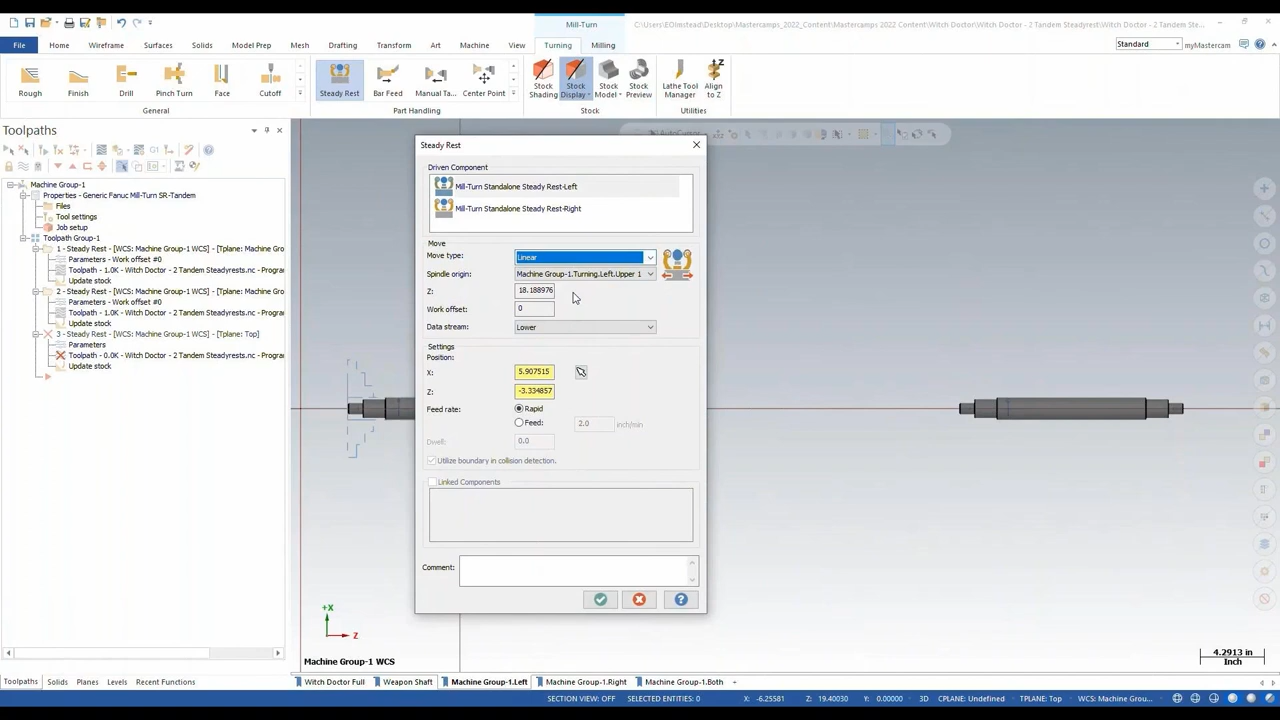 Mill-Turn
C:\Users\EOlmstead\Desktop\Mastercamps_2022_Content\Mastercamps 2022 Content\Witch Doctor\Witch Doctor - 2 Tandem Steadyrest\Witch Doctor - 2 Tandem Ste...
File Home Wireframe Surfaces Solids Model Prep Mesh Drafting Transform Art Machine View Turning Milling
Standard
myMastercam
Rough Finish Drill Pinch Turn Face Cutoff
Steady Rest Bar Feed Manual Ta... Center Point
Stock Shading Stock Display Stock Model Stock Preview
Lathe Tool Manager Align to Z
General Part Handling Stock Utilities
Toolpaths
AutoCursor
Machine Group-1
Properties - Generic Fanuc Mill-Turn SR-Tandem
Files
Tool settings
Job setup
Toolpath Group-1
1 - Steady Rest - [WCS: Machine Group-1 WCS] - [Tplane: Machine Gr
Parameters - Work offset #0
Toolpath - 1.0K - Witch Doctor - 2 Tandem Steadyrests.nc - Progra
Update stock
2 - Steady Rest - [WCS: Machine Group-1 WCS] - [Tplane: Machine Gr
Parameters - Work offset #0
Toolpath - 1.0K - Witch Doctor - 2 Tandem Steadyrests.nc - Progra
Update stock
3 - Steady Rest - [WCS: Machine Group-1 WCS] - [Tplane: Top]
Parameters
Toolpath - 0.0K - Witch Doctor - 2 Tandem Steadyrests.nc - Progra
Update stock
Steady Rest
Driven Component
Mill-Turn Standalone Steady Rest-Left
Mill-Turn Standalone Steady Rest-Right
Move
Move type: Linear
Spindle origin: Machine Group-1.Turning.Left.Upper 1
Z: 18.188976
Work offset: 0
Data stream: Lower
Settings
Position:
X: 5.907515
Z: -3.334857
Feed rate: Rapid
Feed: 2.0 inch/min
Dwell: 0.0
Utilize boundary in collision detection.
Linked Components
Comment:
+X
Z
Machine Group-1 WCS
4.2913 in
Inch
Toolpaths Solids Planes Levels Recent Functions
Witch Doctor Full Weapon Shaft Machine Group-1.Left Machine Group-1.Right Machine Group-1.Both +
SECTION VIEW: OFF SELECTED ENTITIES: 0 X: -6.25581 Z: 19.40030 Y: 0.00000 3D CPLANE: Undefined TPLANE: Top WCS: Machine Grou...